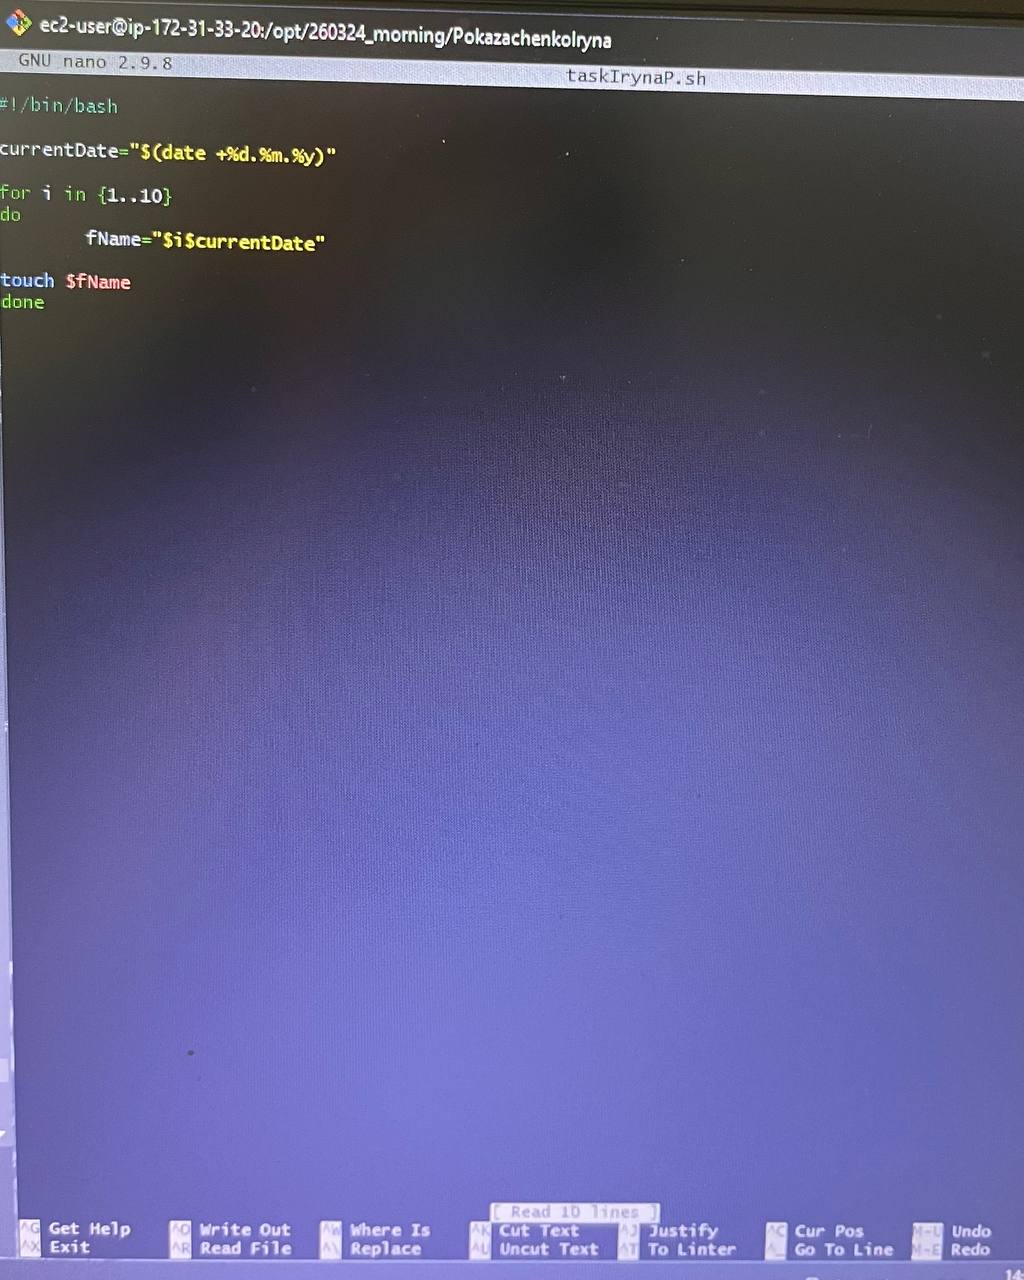 ec2-user@ip-172-31-33-20:/opt/260324_morning/PokazachenkoIryna
GNU nano 2.9.8 taskIrynaP.sh
#!/bin/bash
currentDate="$(date +%d.%m.%y)"
for i in {1..10}
do
fName="$i$currentDate"
touch $fName
done
[ Read 10 lines ]
^G Get Help ^O Write Out ^W Where Is ^K Cut Text ^J Justify ^C Cur Pos M-U Undo
^X Exit ^R Read File ^\ Replace ^U Uncut Text ^T To Linter ^_ Go To Line M-E Redo